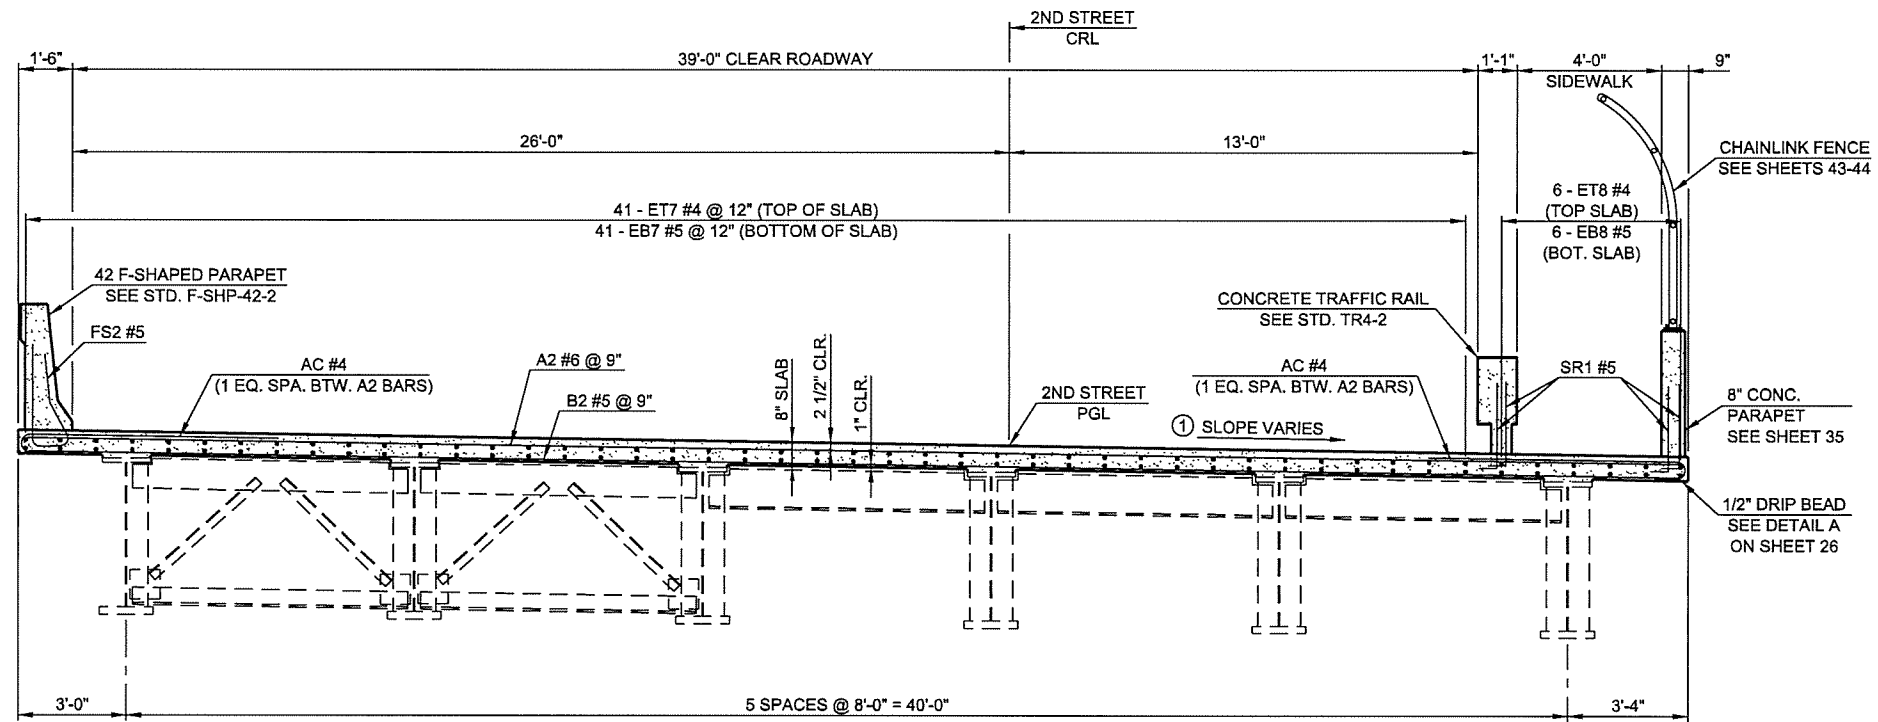 2ND STREET
CRL
1'-6"
39'-0" CLEAR ROADWAY
1'-1"
4'-0"
SIDEWALK
9"
26'-0"
13'-0"
CHAINLINK FENCE
SEE SHEETS 43-44
6 - ET8 #4
(TOP SLAB)
6 - EB8 #5
(BOT. SLAB)
41 - ET7 #4 @ 12" (TOP OF SLAB)
41 - EB7 #5 @ 12" (BOTTOM OF SLAB)
42 F-SHAPED PARAPET
SEE STD. F-SHP-42-2
FS2 #5
CONCRETE TRAFFIC RAIL
SEE STD. TR4-2
AC #4
(1 EQ. SPA. BTW. A2 BARS)
A2 #6 @ 9"
B2 #5 @ 9"
8" SLAB
2 1/2" CLR.
1" CLR.
2ND STREET
PGL
1 SLOPE VARIES
AC #4
(1 EQ. SPA. BTW. A2 BARS)
SR1 #5
8" CONC.
PARAPET
SEE SHEET 35
1/2" DRIP BEAD
SEE DETAIL A
ON SHEET 26
3'-0"
5 SPACES @ 8'-0" = 40'-0"
3'-4"